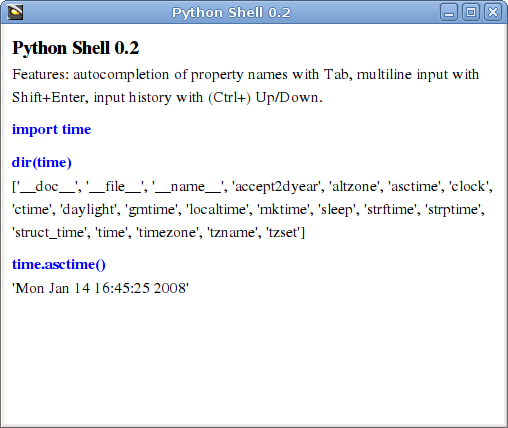 Python Shell 0.2
Python Shell 0.2
Features: autocompletion of property names with Tab, multiline input with
Shift+Enter, input history with (Ctrl+) Up/Down.
import time
dir(time)
['__doc__', '__file__', '__name__', 'accept2dyear', 'altzone', 'asctime', 'clock',
'ctime', 'daylight', 'gmtime', 'localtime', 'mktime', 'sleep', 'strftime', 'strptime',
'struct_time', 'time', 'timezone', 'tzname', 'tzset']
time.asctime()
'Mon Jan 14 16:45:25 2008'